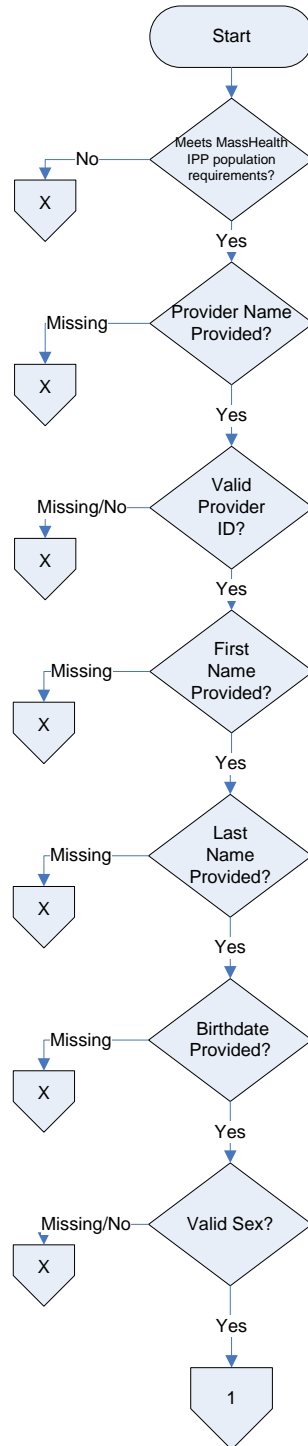 Start
Meets MassHealth
IPP population
requirements?
No
X
Yes
Provider Name
Provided?
Missing
X
Yes
Valid
Provider
ID?
Missing/No
X
Yes
First
Name
Provided?
Missing
X
Yes
Last
Name
Provided?
Missing
X
Yes
Birthdate
Provided?
Missing
X
Yes
Valid Sex?
Missing/No
X
Yes
1